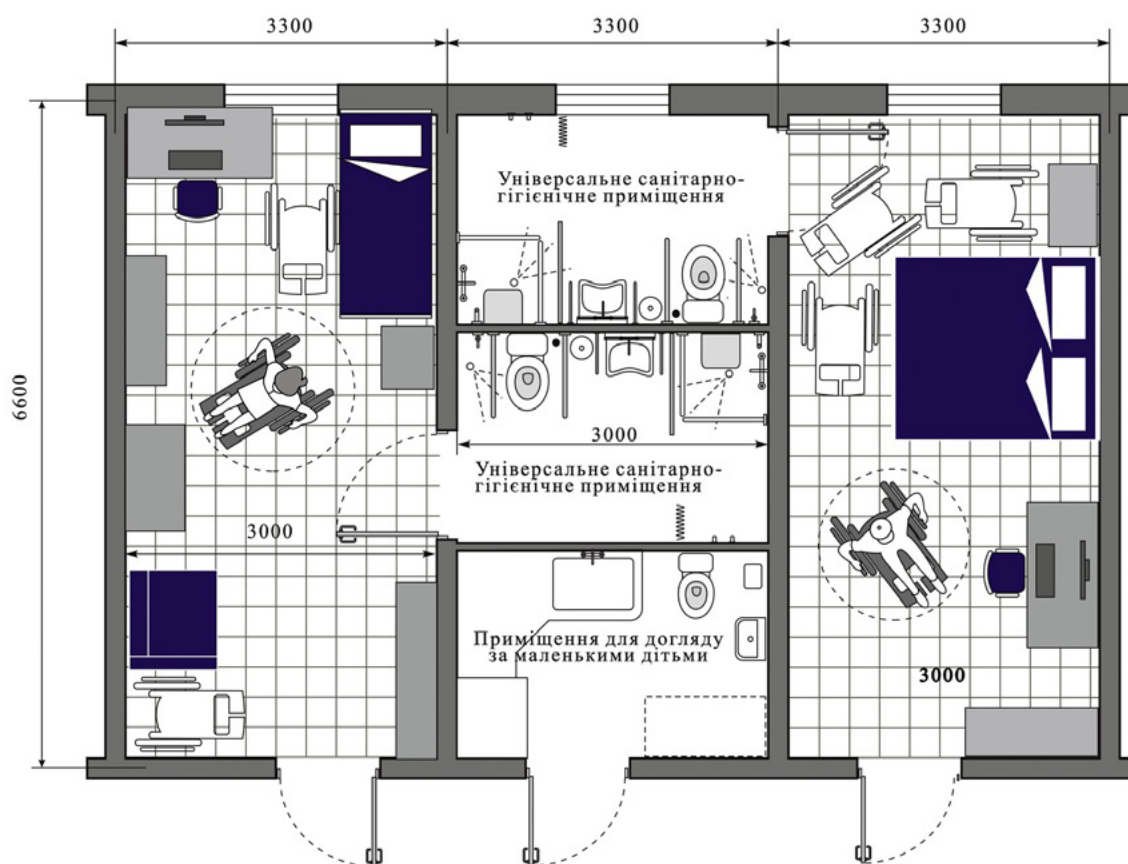 3300
3300
3300
6600
Універсальне санітарно-
гігієнічне приміщення
3000
Універсальне санітарно-
гігієнічне приміщення
3000
Приміщення для догляду
за маленькими дітьми
3000